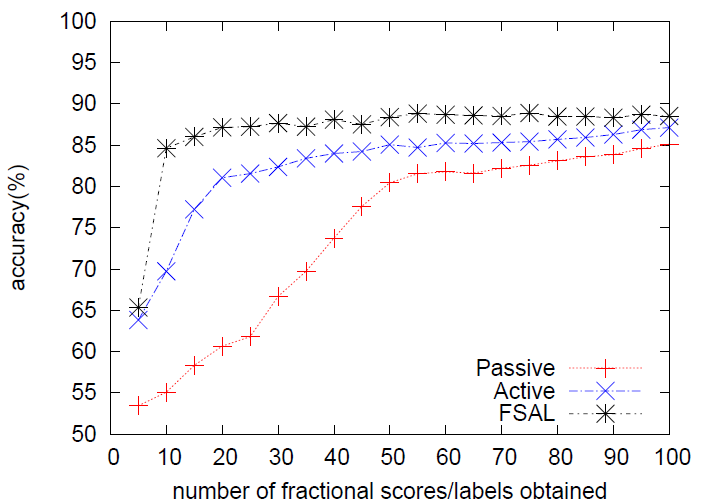 100
95
90
85
80
75
70
65
60
55
50
accuracy(%)
Passive
Active
FSAL
0 10 20 30 40 50 60 70 80 90 100
number of fractional scores/labels obtained